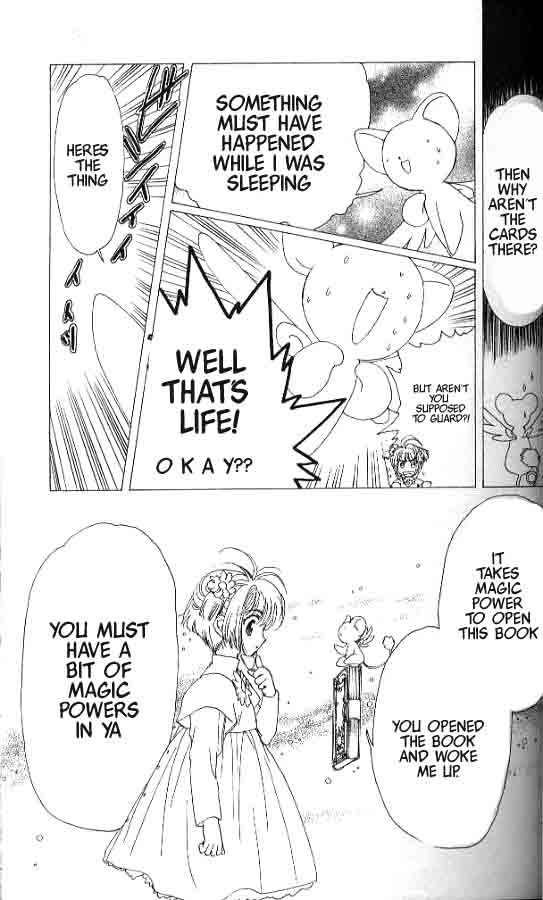 THEN
WHY
AREN'T
THE
CARDS
THERE?
SOMETHING
MUST HAVE
HAPPENED
WHILE I WAS
SLEEPING
BUT AREN'T
YOU
SUPPOSED
TO GUARD?!
WELL
THAT'S
LIFE!
OKAY??
HERES
THE
THING
IT
TAKES
MAGIC
POWER
TO OPEN
THIS BOOK
YOU OPENED
THE BOOK
AND WOKE
ME UP.
YOU MUST
HAVE A
BIT OF
MAGIC
POWERS
IN YA